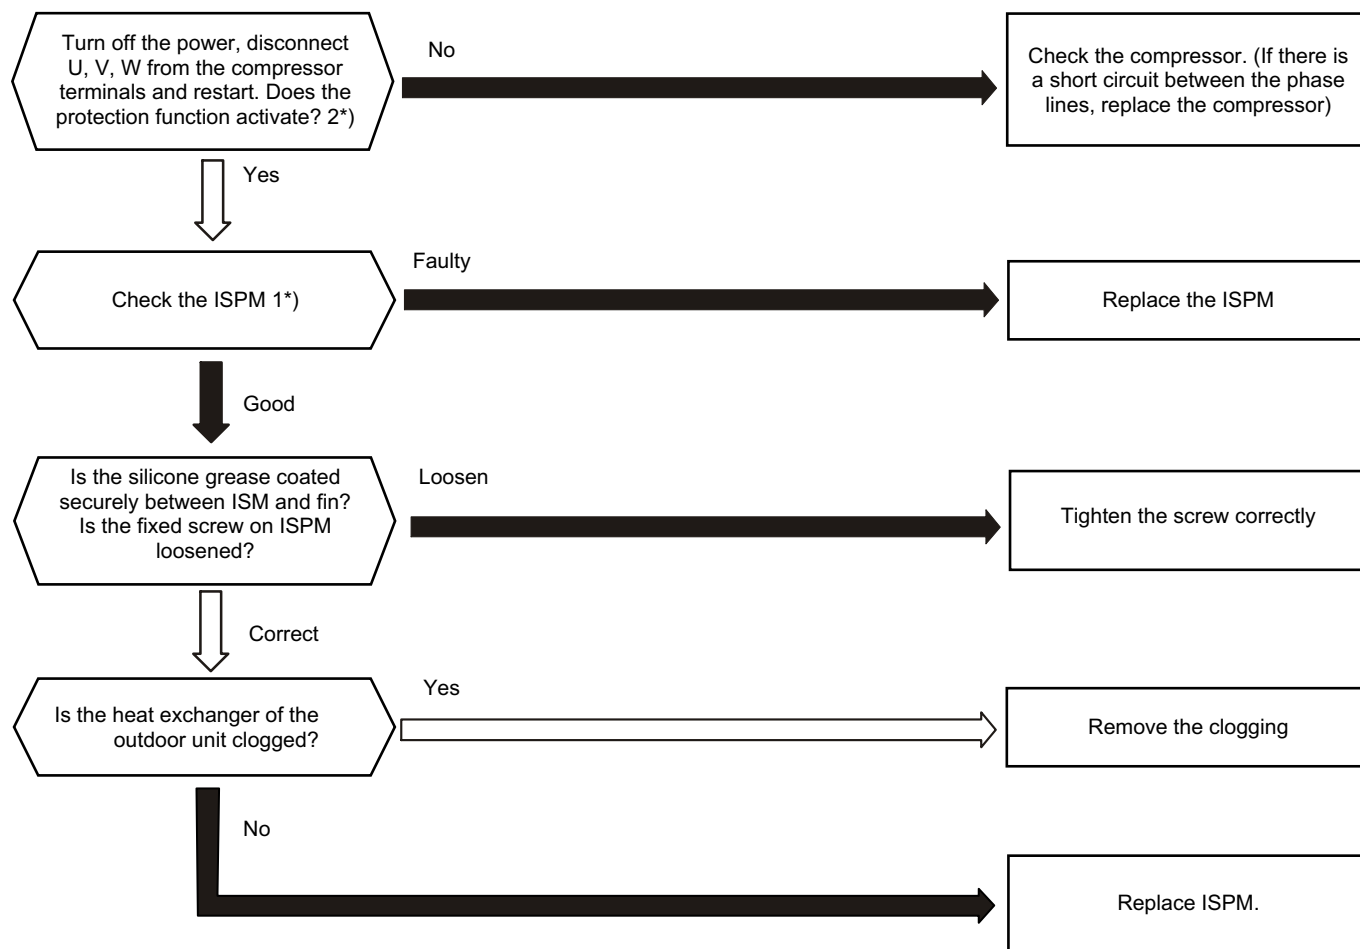 Turn off the power, disconnect
U, V, W from the compressor
terminals and restart. Does the
protection function activate? 2*)
No
Check the compressor. (If there is
a short circuit between the phase
lines, replace the compressor)
Yes
Check the ISPM 1*)
Faulty
Replace the ISPM
Good
Is the silicone grease coated
securely between ISM and fin?
Is the fixed screw on ISPM
loosened?
Loosen
Tighten the screw correctly
Correct
Is the heat exchanger of the
outdoor unit clogged?
Yes
Remove the clogging
No
Replace ISPM.